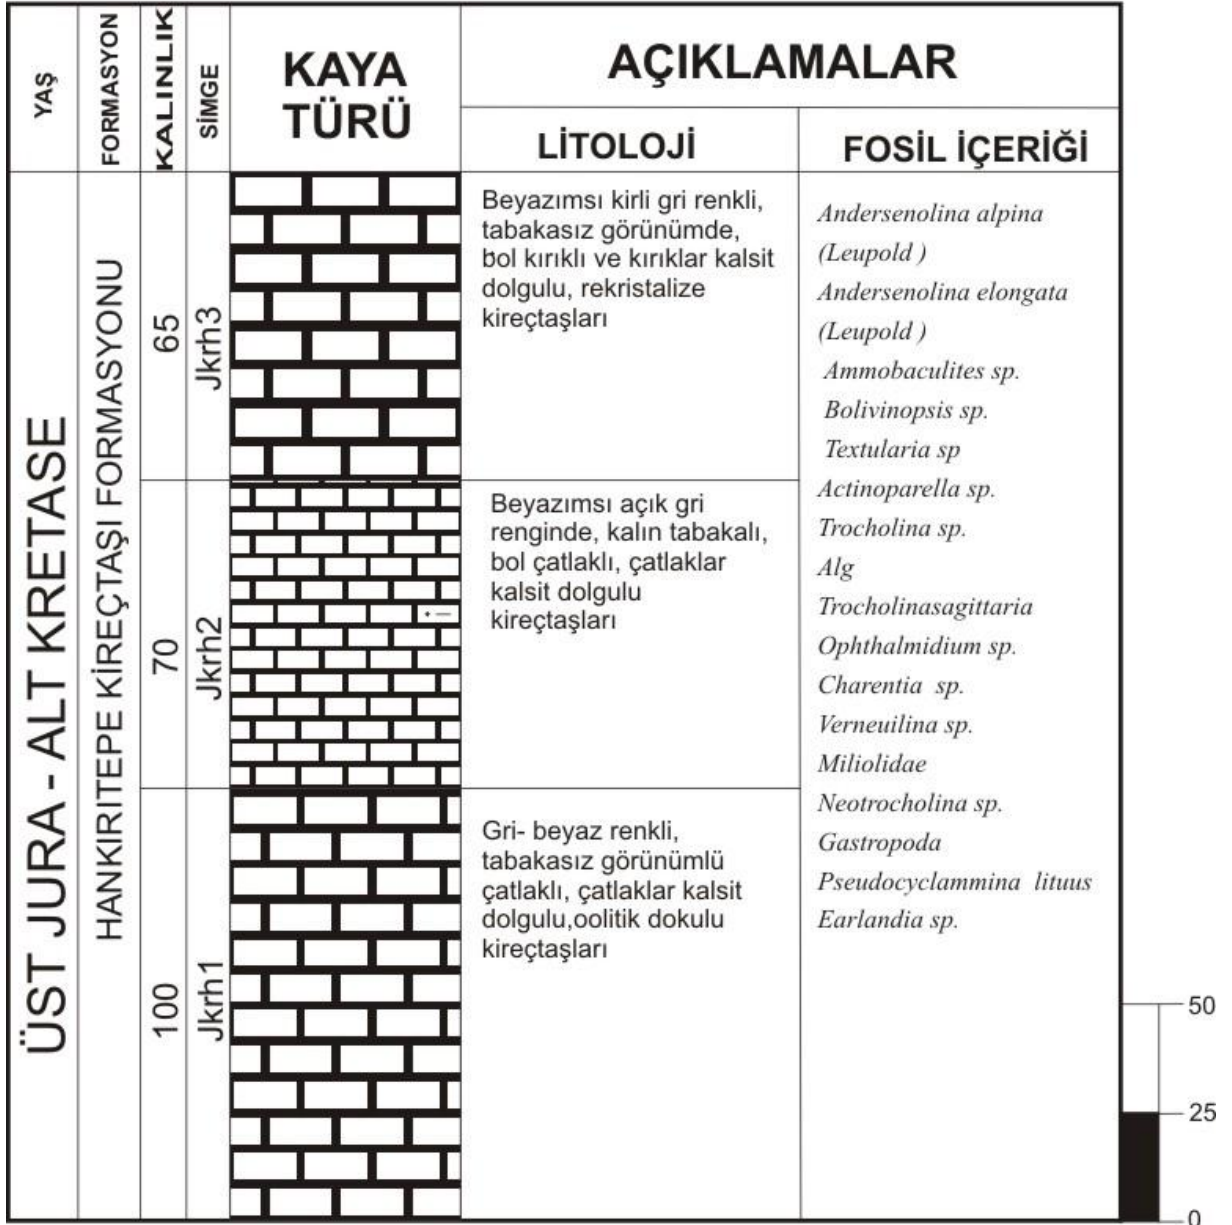 YAŞ
FORMASYON
KALINLIK
SİMGE
KAYA
TÜRÜ
AÇIKLAMALAR
LİTOLOJİ
FOSİL İÇERİĞİ
ÜST JURA - ALT KRETASE
HANKIRITEPE KİREÇTAŞI FORMASYONU
65
Jkrh3
Beyazımsı kirli gri renkli,
tabakasız görünümde,
bol kırıklı ve kırıklar kalsit
dolgulu, rekristalize
kireçtaşları
70
Jkrh2
Beyazımsı açık gri
renginde, kalın tabakalı,
bol çatlaklı, çatlaklar
kalsit dolgulu
kireçtaşları
100
Jkrh1
Gri- beyaz renkli,
tabakasız görünümlü
çatlaklı, çatlaklar kalsit
dolgulu,oolitik dokulu
kireçtaşları
Andersenolina alpina
(Leupold )
Andersenolina elongata
(Leupold )
Ammobaculites sp.
Bolivinopsis sp.
Textularia sp
Actinoparella sp.
Trocholina sp.
Alg
Trocholinasagittaria
Ophthalmidium sp.
Charentia sp.
Verneuilina sp.
Miliolidae
Neotrocholina sp.
Gastropoda
Pseudocyclammina lituus
Earlandia sp.
50
25
0